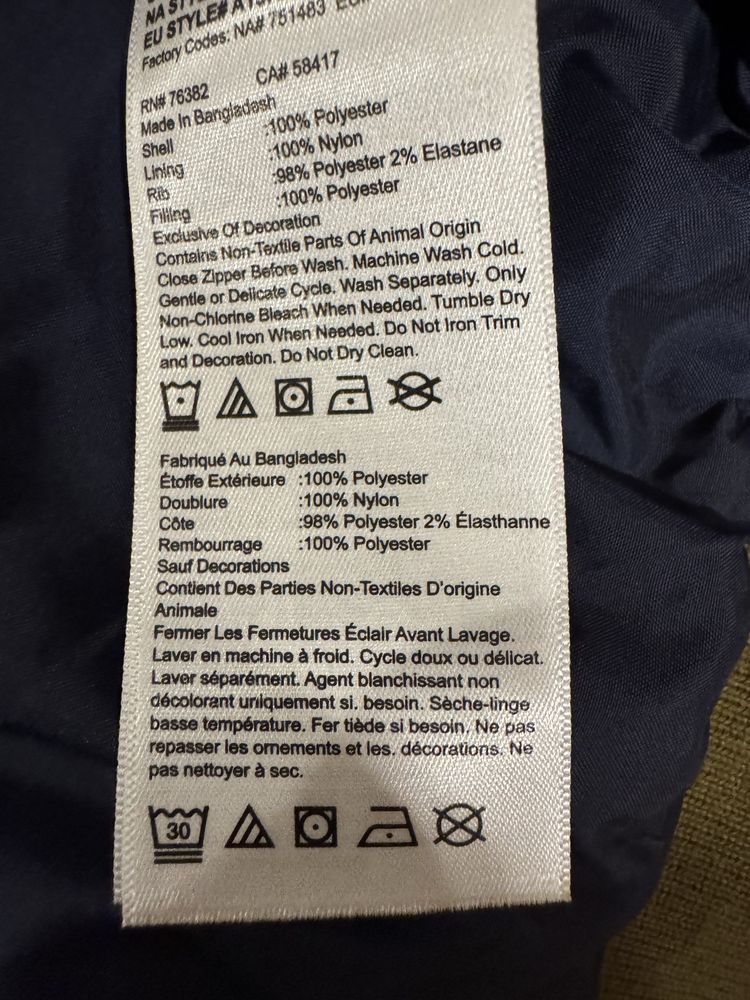 NA STYLE#
EU STYLE#
Factory Codes: NA# 751483
RN# 76382 CA# 58417
Made In Bangladesh
Shell :100% Polyester
Lining :100% Nylon
Rib :98% Polyester 2% Elastane
Filling :100% Polyester
Exclusive Of Decoration
Contains Non-Textile Parts Of Animal Origin
Close Zipper Before Wash. Machine Wash Cold.
Gentle or Delicate Cycle. Wash Separately. Only
Non-Chlorine Bleach When Needed. Tumble Dry
Low. Cool Iron When Needed. Do Not Iron Trim
and Decoration. Do Not Dry Clean.
Fabriqué Au Bangladesh
Étoffe Extérieure :100% Polyester
Doublure :100% Nylon
Côte :98% Polyester 2% Élasthanne
Rembourrage :100% Polyester
Sauf Decorations
Contient Des Parties Non-Textiles D'origine
Animale
Fermer Les Fermetures Éclair Avant Lavage.
Laver en machine à froid. Cycle doux ou délicat.
Laver séparément. Agent blanchissant non
décolorant uniquement si. besoin. Sèche-linge
basse température. Fer tiède si besoin. Ne pas
repasser les ornements et les. décorations. Ne
pas nettoyer à sec.
30